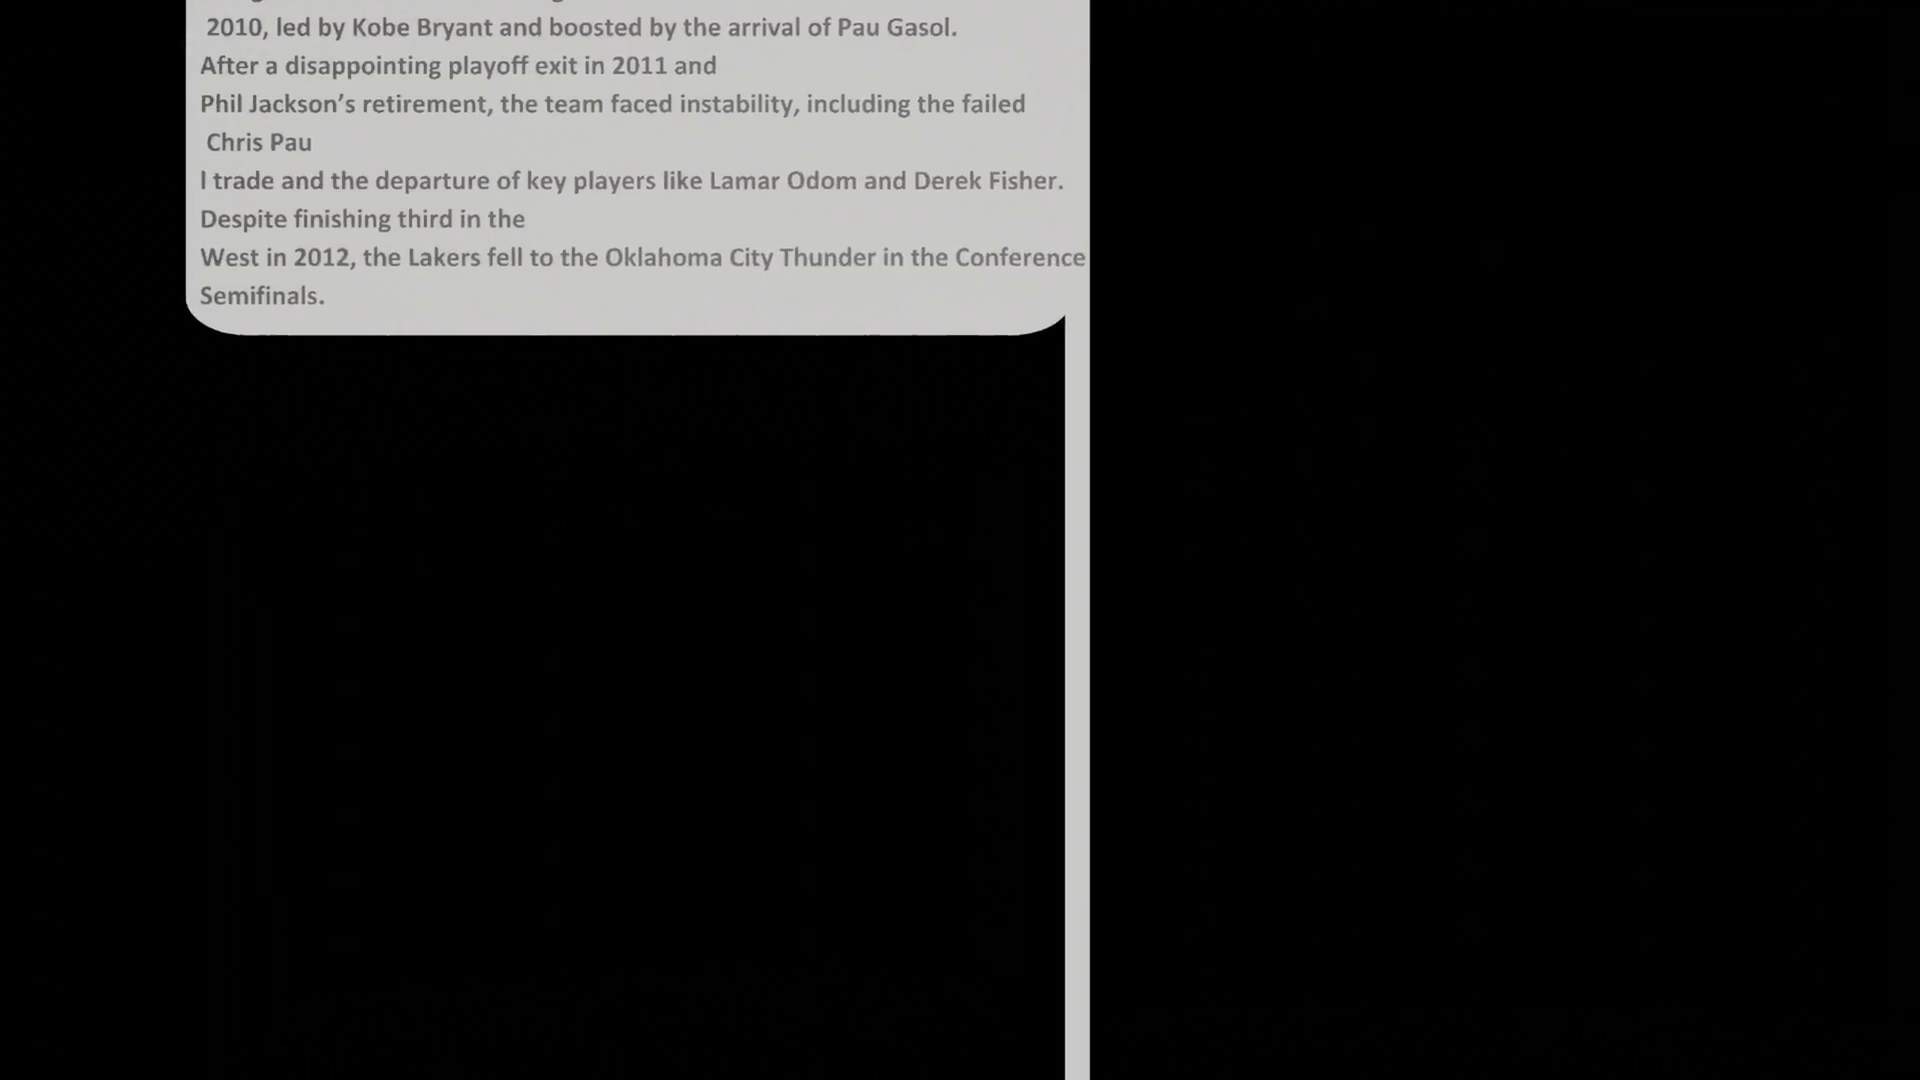 2010, led by Kobe Bryant and boosted by the arrival of Pau Gasol.
After a disappointing playoff exit in 2011 and
Phil Jackson’s retirement, the team faced instability, including the failed
Chris Pau
l trade and the departure of key players like Lamar Odom and Derek Fisher.
Despite finishing third in the
West in 2012, the Lakers fell to the Oklahoma City Thunder in the Conference
Semifinals.